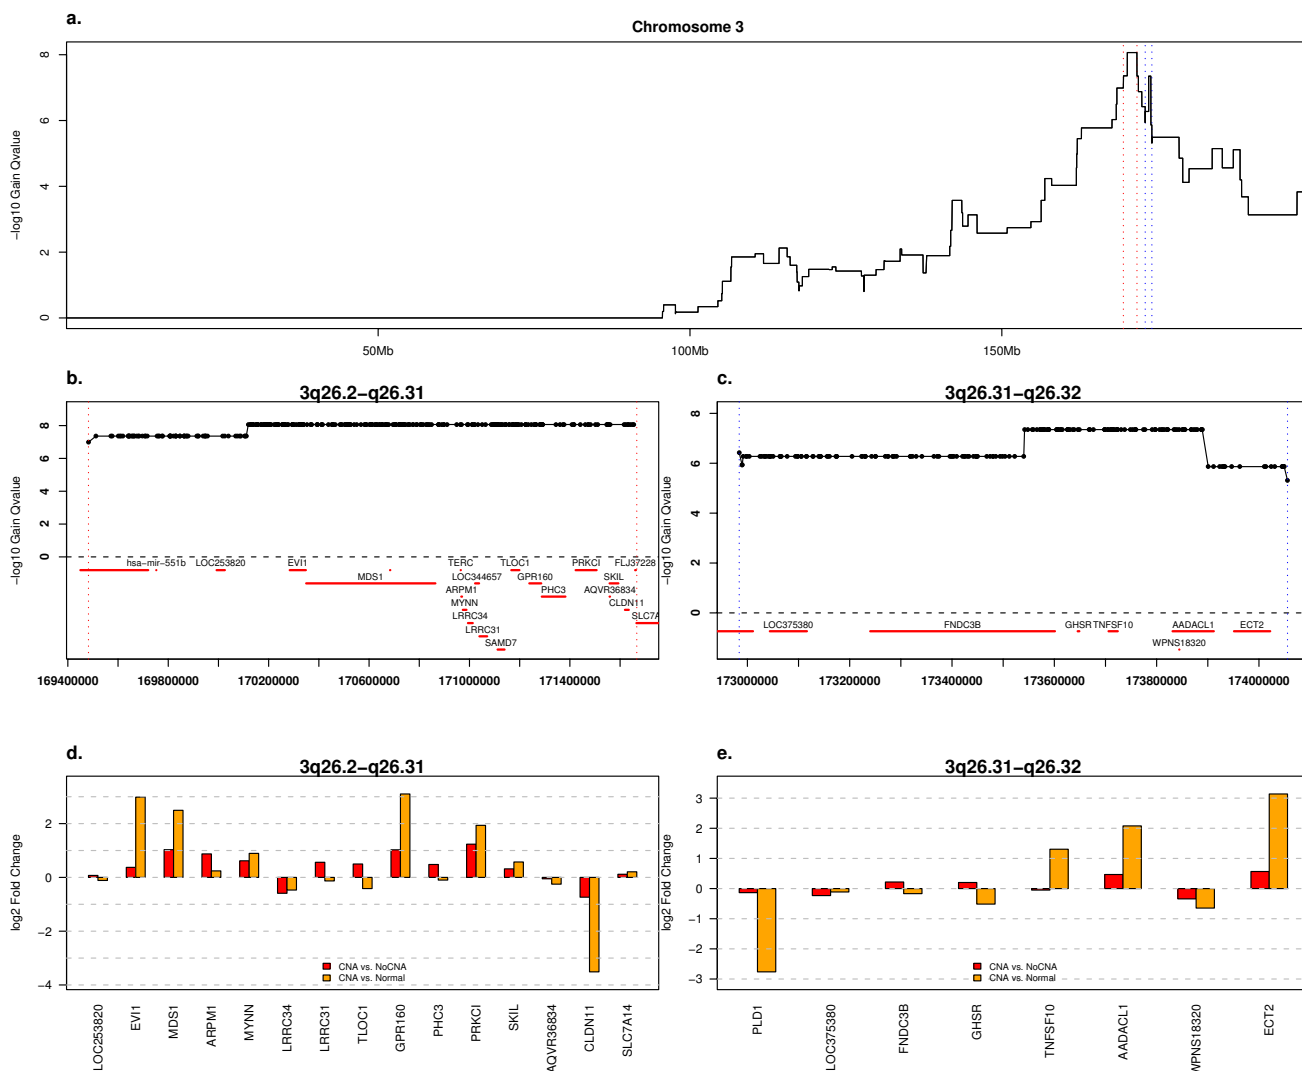 a.
Chromosome 3
−log10 Gain Qvalue
8
6
4
2
0
50Mb 100Mb 150Mb
b.
3q26.2−q26.31
−log10 Gain Qvalue
8
6
4
2
0
hsa−mir−551b LOC253820 EVI1 TERC TLOC1 PRKCI FLJ37228
MDS1 LOC344657 GPR160 SKIL
ARPM1 PHC3 AQVR36834
MYNN CLDN11
LRRC34 SLC7A
LRRC31
SAMD7
169400000 169800000 170200000 170600000 171000000 171400000
c.
3q26.31−q26.32
−log10 Gain Qvalue
8
6
4
2
0
LOC375380 FNDC3B GHSR TNFSF10 AADACL1 ECT2
WPNS18320
173000000 173200000 173400000 173600000 173800000 174000000
d.
3q26.2−q26.31
log2 Fold Change
2
0
−2
−4
CNA vs. NoCNA
CNA vs. Normal
LOC253820 EVI1 MDS1 ARPM1 MYNN LRRC34 LRRC31 TLOC1 GPR160 PHC3 PRKCI SKIL AQVR36834 CLDN11 SLC7A14
e.
3q26.31−q26.32
log2 Fold Change
3
2
1
0
−1
−2
−3
CNA vs. NoCNA
CNA vs. Normal
PLD1 LOC375380 FNDC3B GHSR TNFSF10 AADACL1 WPNS18320 ECT2